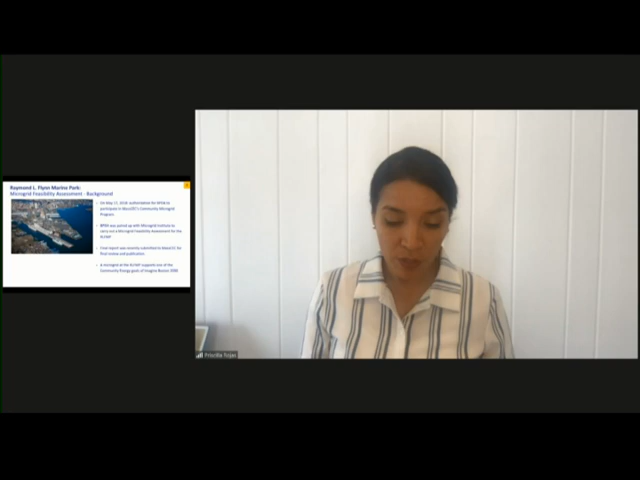 Raymond L. Flynn Marine Park:
Microgrid Feasibility Assessment - Background
- On May 17, 2018, authorization for RFPA to
participate in MassCEC's Community Microgrid
Program.
was paired up with Microgrid Institute to
carry out a Microgrid Feasibility Assessment for the
RLFMP
- Final report was recently submitted to MassCEC for
final review and publication.
- A microgrid at the RLFMP supports one of the
Community Energy goals of Imagine Boston 2030
Priscilla Rojas